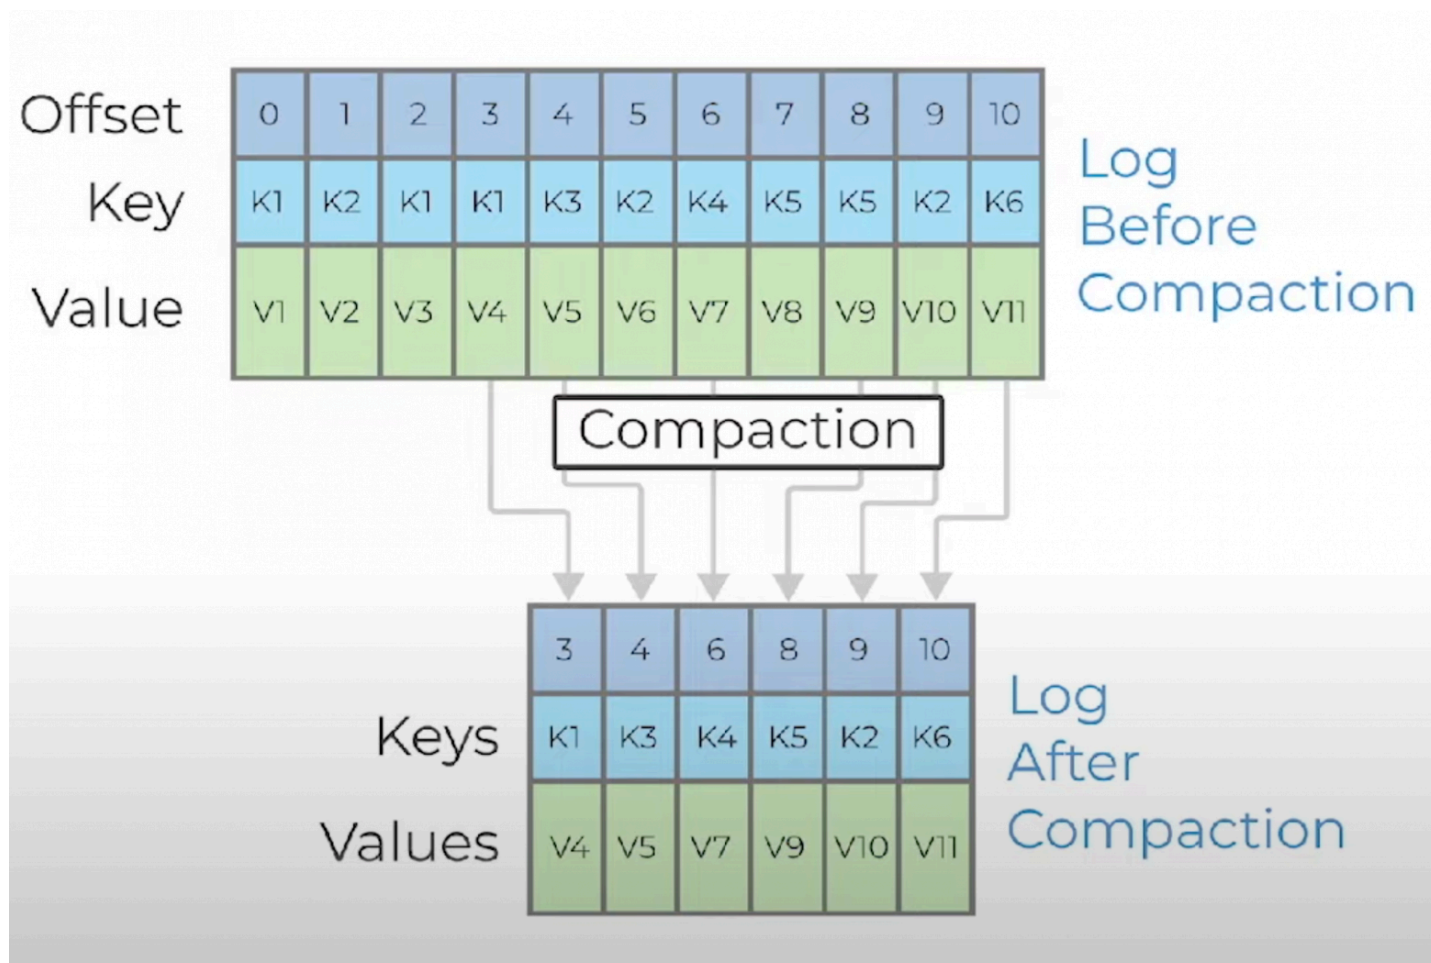 Offset 0 1 2 3 4 5 6 7 8 9 10
Key K1 K2 K1 K1 K3 K2 K4 K5 K5 K2 K6
Value V1 V2 V3 V4 V5 V6 V7 V8 V9 V10 V11
Log
Before
Compaction
Compaction
3 4 6 8 9 10
Keys K1 K3 K4 K5 K2 K6
Values V4 V5 V7 V9 V10 V11
Log
After
Compaction